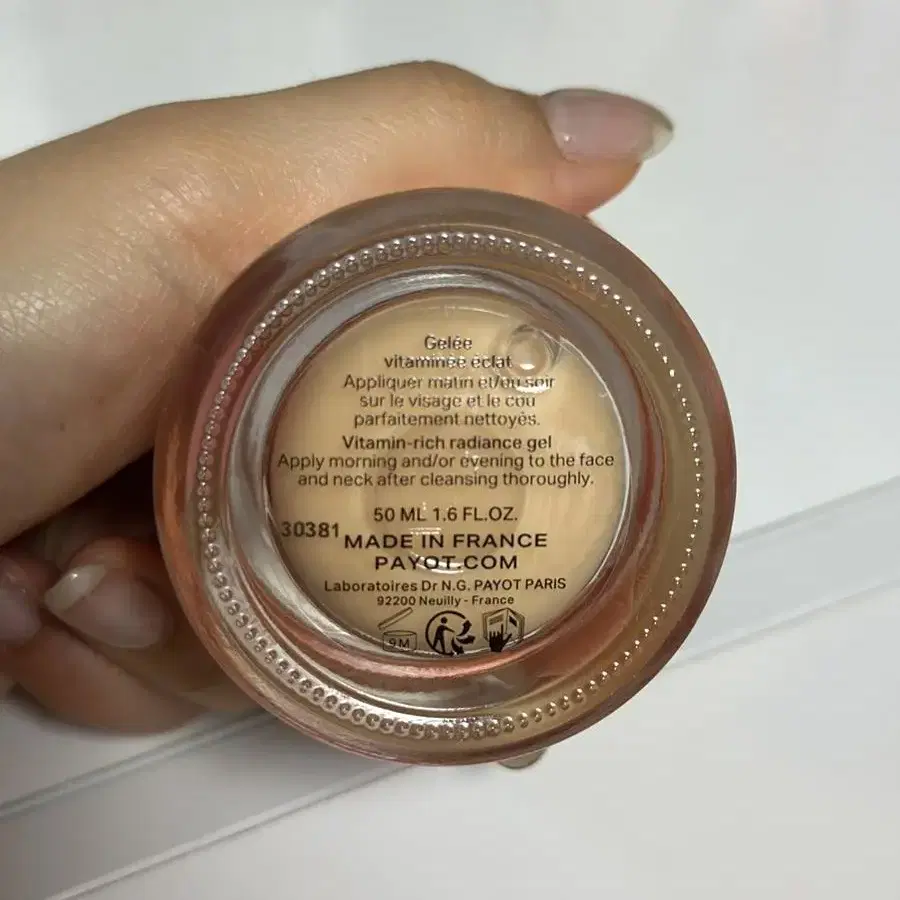 Gelée
vitaminée éclat
Appliquer matin et/ou soir
sur le visage et le cou
parfaitement nettoyés.
Vitamin-rich radiance gel
Apply morning and/or evening to the face
and neck after cleansing thoroughly.
50 ML 1.6 FL.OZ.
30381
MADE IN FRANCE
PAYOT.COM
Laboratoires Dr N.G. PAYOT PARIS
92200 Neuilly - France
9M